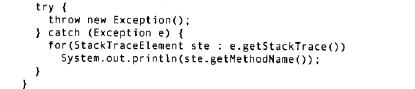 try {
throw new Exception();
} catch (Exception e) {
for(StackTraceElement ste : e.getStackTrace())
System.out.println(ste.getMethodName());
}
}